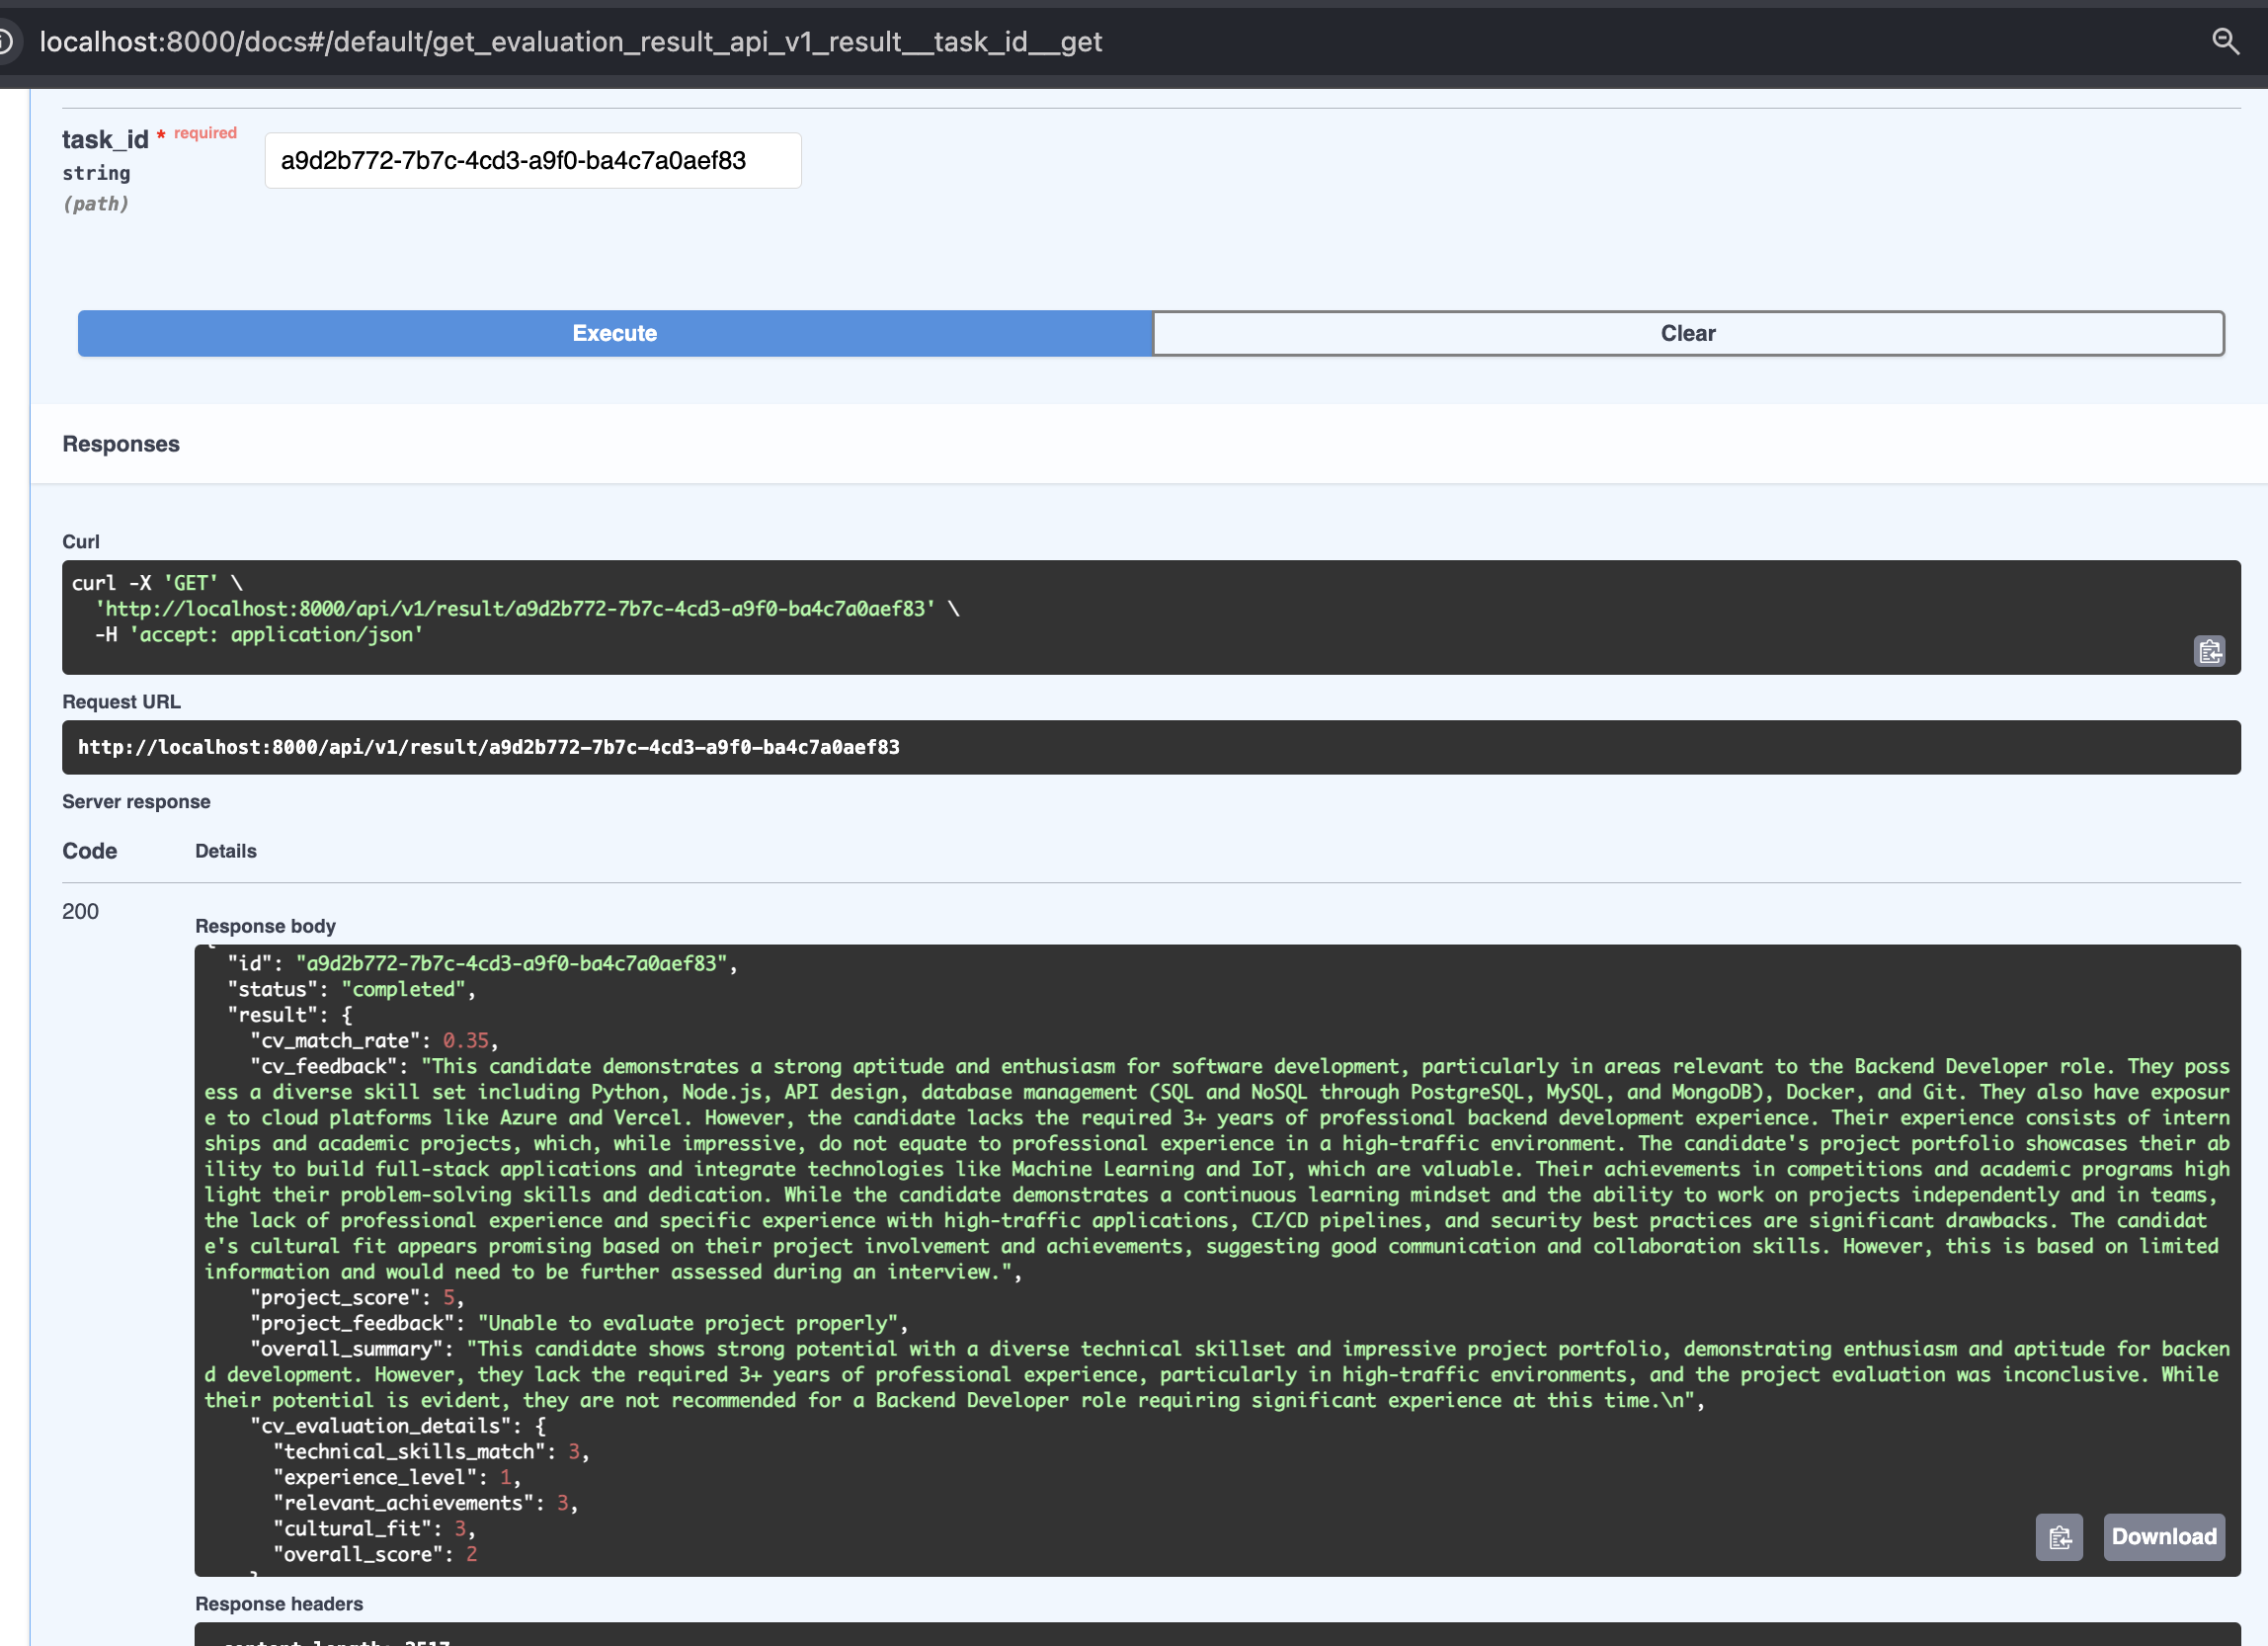 localhost:8000/docs#/default/get_evaluation_result_api_v1_result__task_id__get
task_id * required
string
(path)
a9d2b772-7b7c-4cd3-a9f0-ba4c7a0aef83
Execute
Clear
Responses
Curl
curl -X 'GET' \
'http://localhost:8000/api/v1/result/a9d2b772-7b7c-4cd3-a9f0-ba4c7a0aef83' \
-H 'accept: application/json'
Request URL
http://localhost:8000/api/v1/result/a9d2b772-7b7c-4cd3-a9f0-ba4c7a0aef83
Server response
Code Details
200
Response body
"id": "a9d2b772-7b7c-4cd3-a9f0-ba4c7a0aef83",
"status": "completed",
"result": {
"cv_match_rate": 0.35,
"cv_feedback": "This candidate demonstrates a strong aptitude and enthusiasm for software development, particularly in areas relevant to the Backend Developer role. They poss
ess a diverse skill set including Python, Node.js, API design, database management (SQL and NoSQL through PostgreSQL, MySQL, and MongoDB), Docker, and Git. They also have exposur
e to cloud platforms like Azure and Vercel. However, the candidate lacks the required 3+ years of professional backend development experience. Their experience consists of intern
ships and academic projects, which, while impressive, do not equate to professional experience in a high-traffic environment. The candidate's project portfolio showcases their ab
ility to build full-stack applications and integrate technologies like Machine Learning and IoT, which are valuable. Their achievements in competitions and academic programs high
light their problem-solving skills and dedication. While the candidate demonstrates a continuous learning mindset and the ability to work on projects independently and in teams,
the lack of professional experience and specific experience with high-traffic applications, CI/CD pipelines, and security best practices are significant drawbacks. The candidat
e's cultural fit appears promising based on their project involvement and achievements, suggesting good communication and collaboration skills. However, this is based on limited
information and would need to be further assessed during an interview.",
"project_score": 5,
"project_feedback": "Unable to evaluate project properly",
"overall_summary": "This candidate shows strong potential with a diverse technical skillset and impressive project portfolio, demonstrating enthusiasm and aptitude for backen
d development. However, they lack the required 3+ years of professional experience, particularly in high-traffic environments, and the project evaluation was inconclusive. While
their potential is evident, they are not recommended for a Backend Developer role requiring significant experience at this time.\n",
"cv_evaluation_details": {
"technical_skills_match": 3,
"experience_level": 1,
"relevant_achievements": 3,
"cultural_fit": 3,
"overall_score": 2
Download
Response headers
content-length: 2517